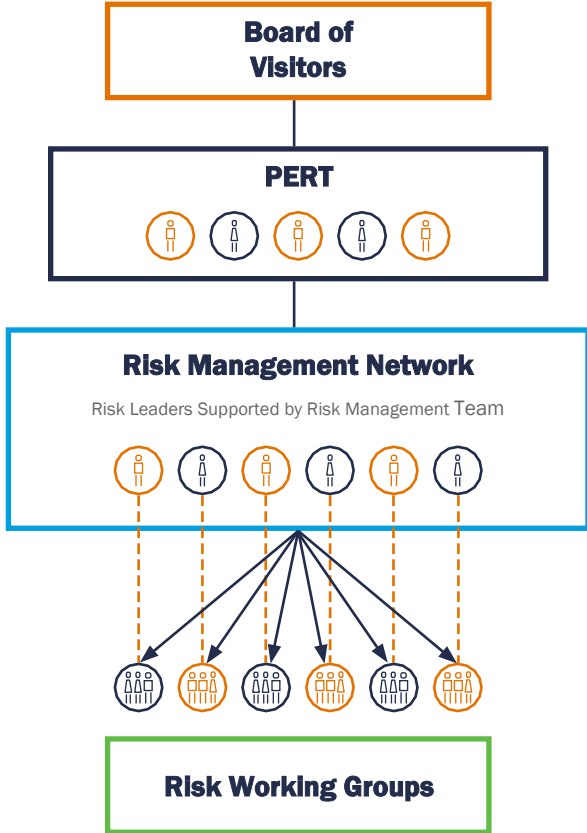 Board of
Visitors
PERT
Risk Management Network
Risk Leaders Supported by Risk Management Team
Risk Working Groups